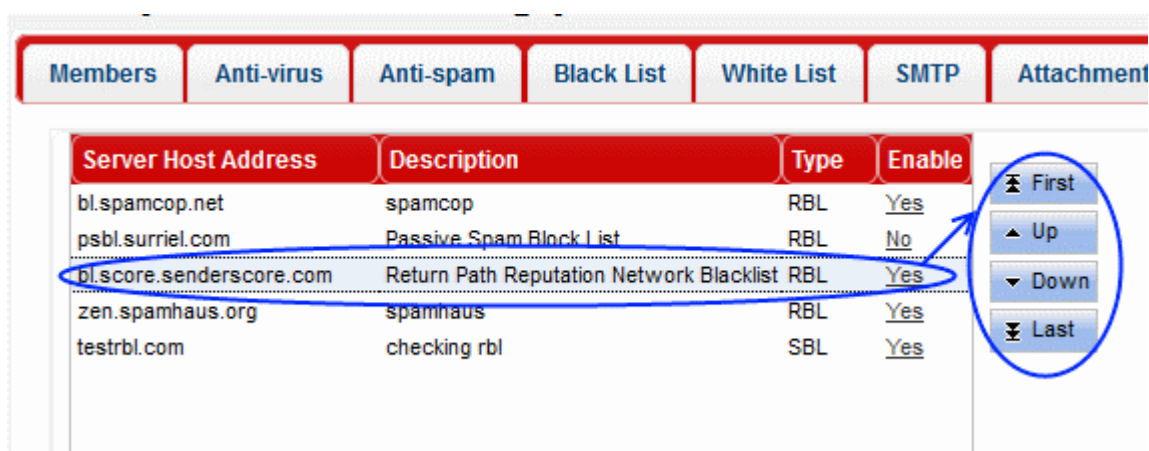 Members Anti-virus Anti-spam Black List White List SMTP Attachment
Server Host Address Description Type Enable
bl.spamcop.net spamcop RBL Yes
psbl.surriel.com Passive Spam Block List RBL No
bl.score.senderscore.com Return Path Reputation Network Blacklist RBL Yes
zen.spamhaus.org spamhaus RBL Yes
testrbl.com checking rbl SBL Yes
First
Up
Down
Last